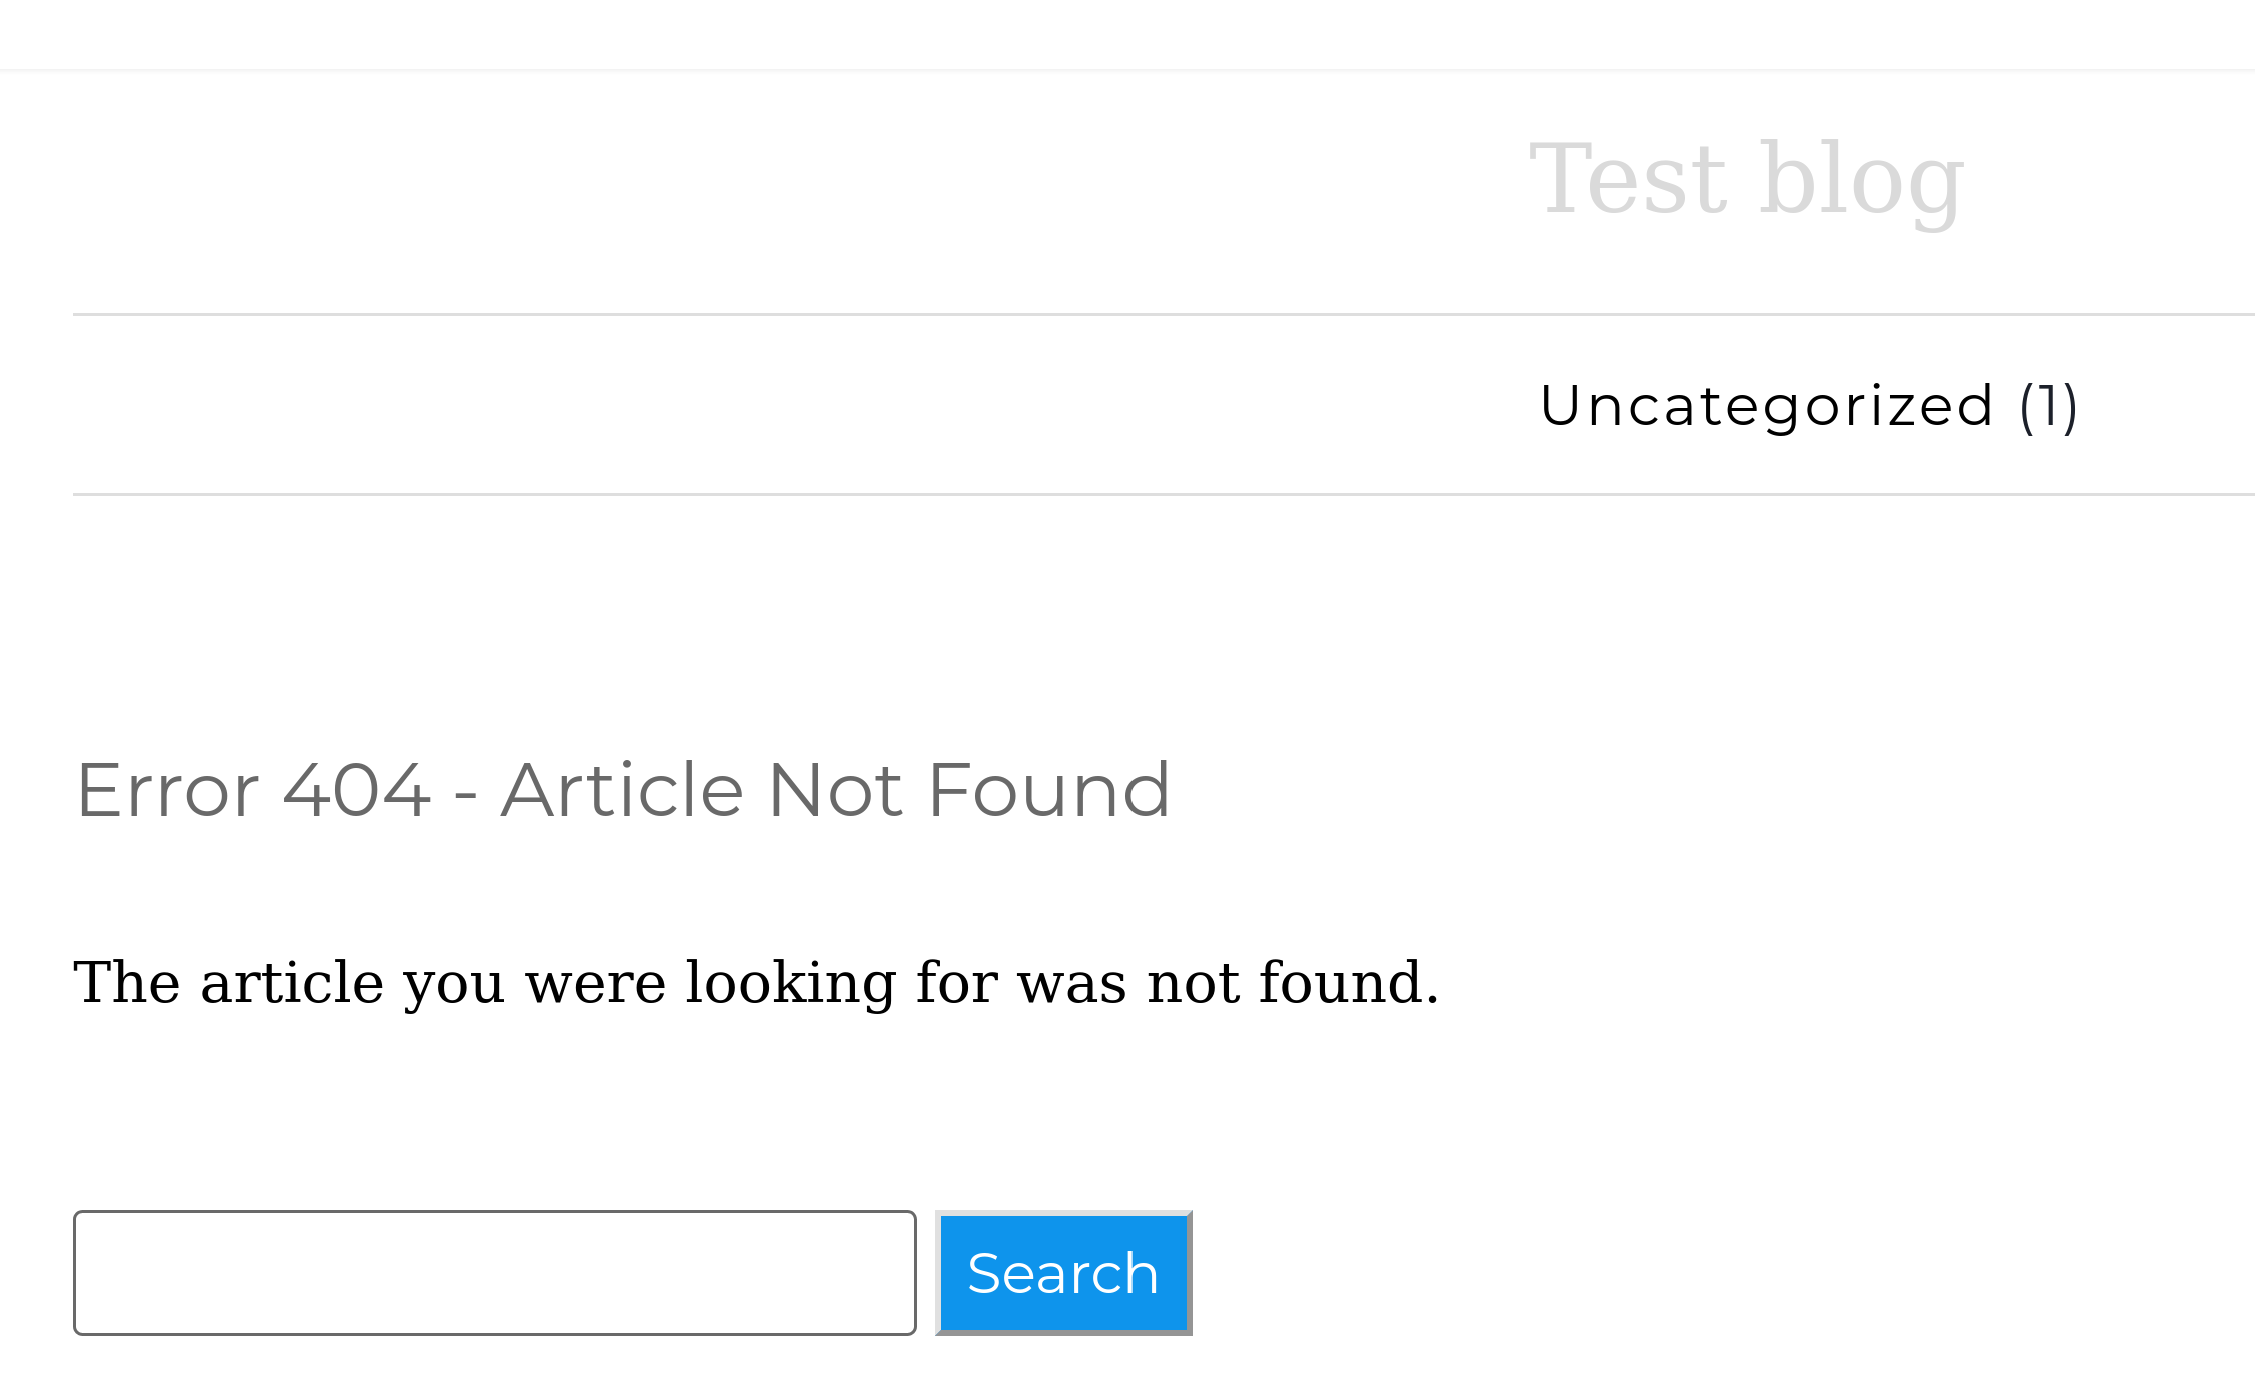 Test blog
Uncategorized (1)
Error 404 - Article Not Found
The article you were looking for was not found.
Search